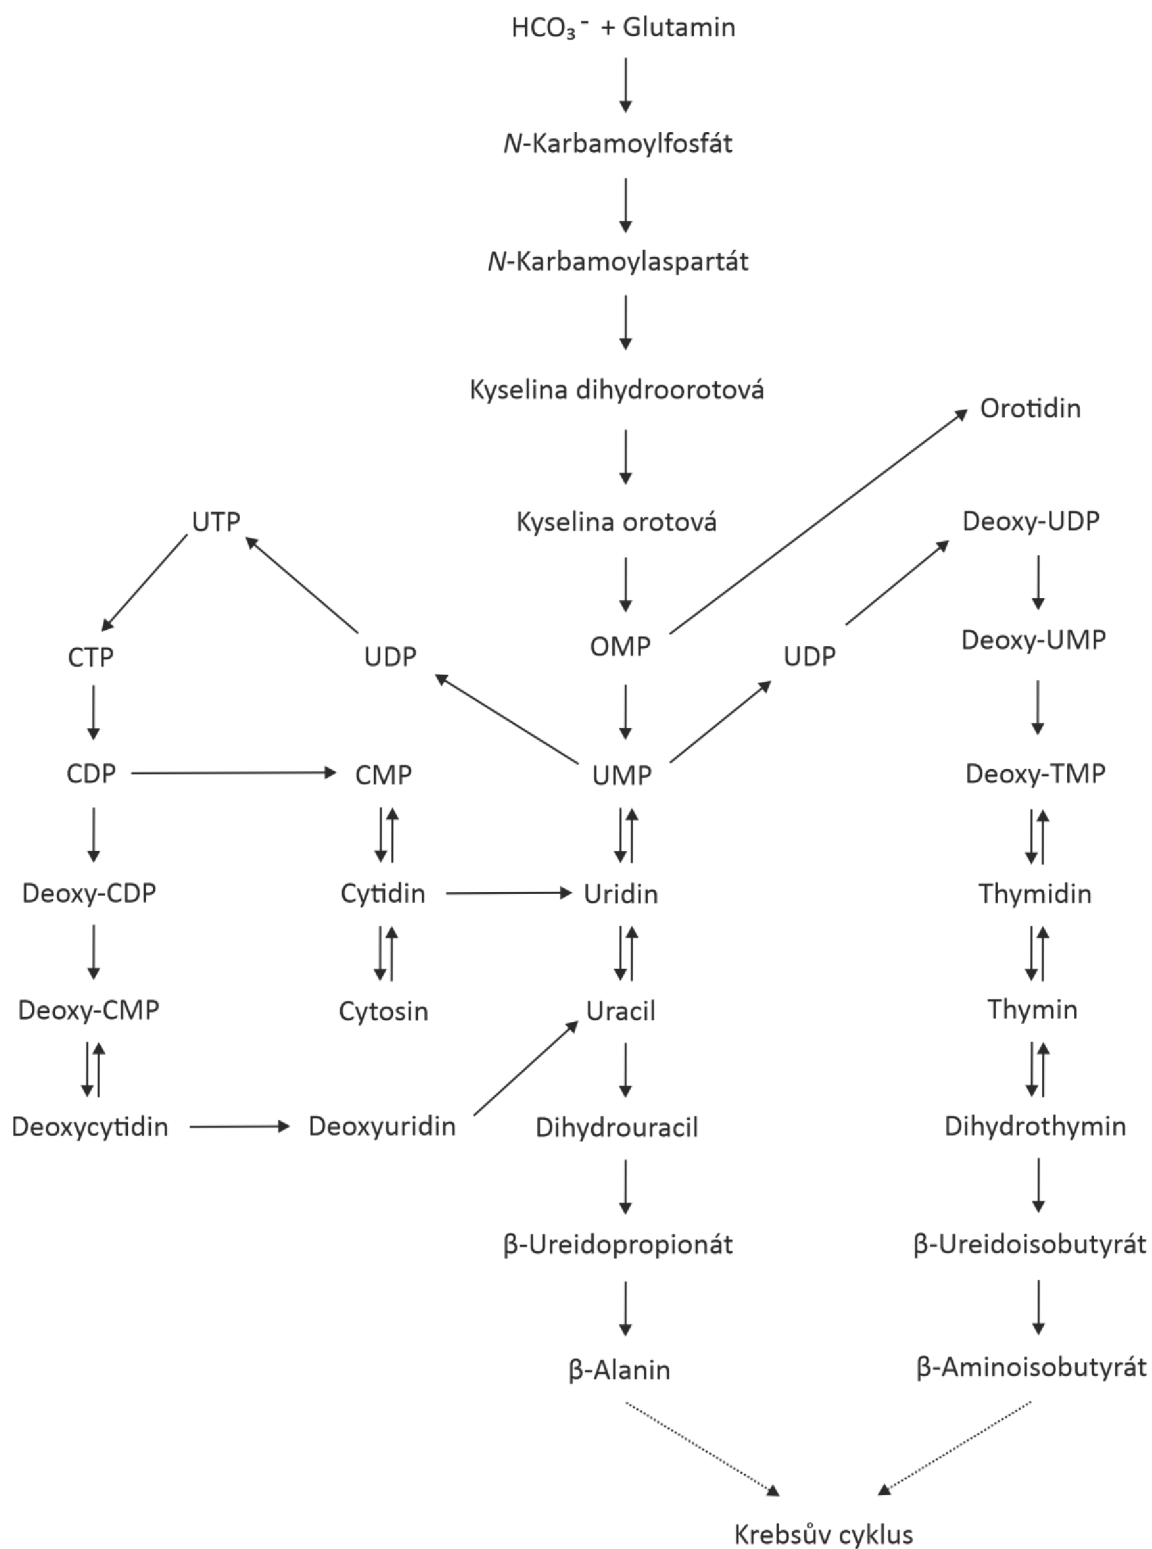 HCO₃⁻ + Glutamin
N-Karbamoylfosfát
N-Karbamoylaspartát
Kyselina dihydroorotová
Orotidin
UTP
Kyselina orotová
Deoxy-UDP
CTP
UDP
OMP
UDP
Deoxy-UMP
CDP
CMP
UMP
Deoxy-TMP
Deoxy-CDP
Cytidin
Uridin
Thymidin
Deoxy-CMP
Cytosin
Uracil
Thymin
Deoxycytidin
Deoxyuridin
Dihydrouracil
Dihydrothymin
β-Ureidopropionát
β-Ureidoisobutyrát
β-Alanin
β-Aminoisobutyrát
Krebsův cyklus